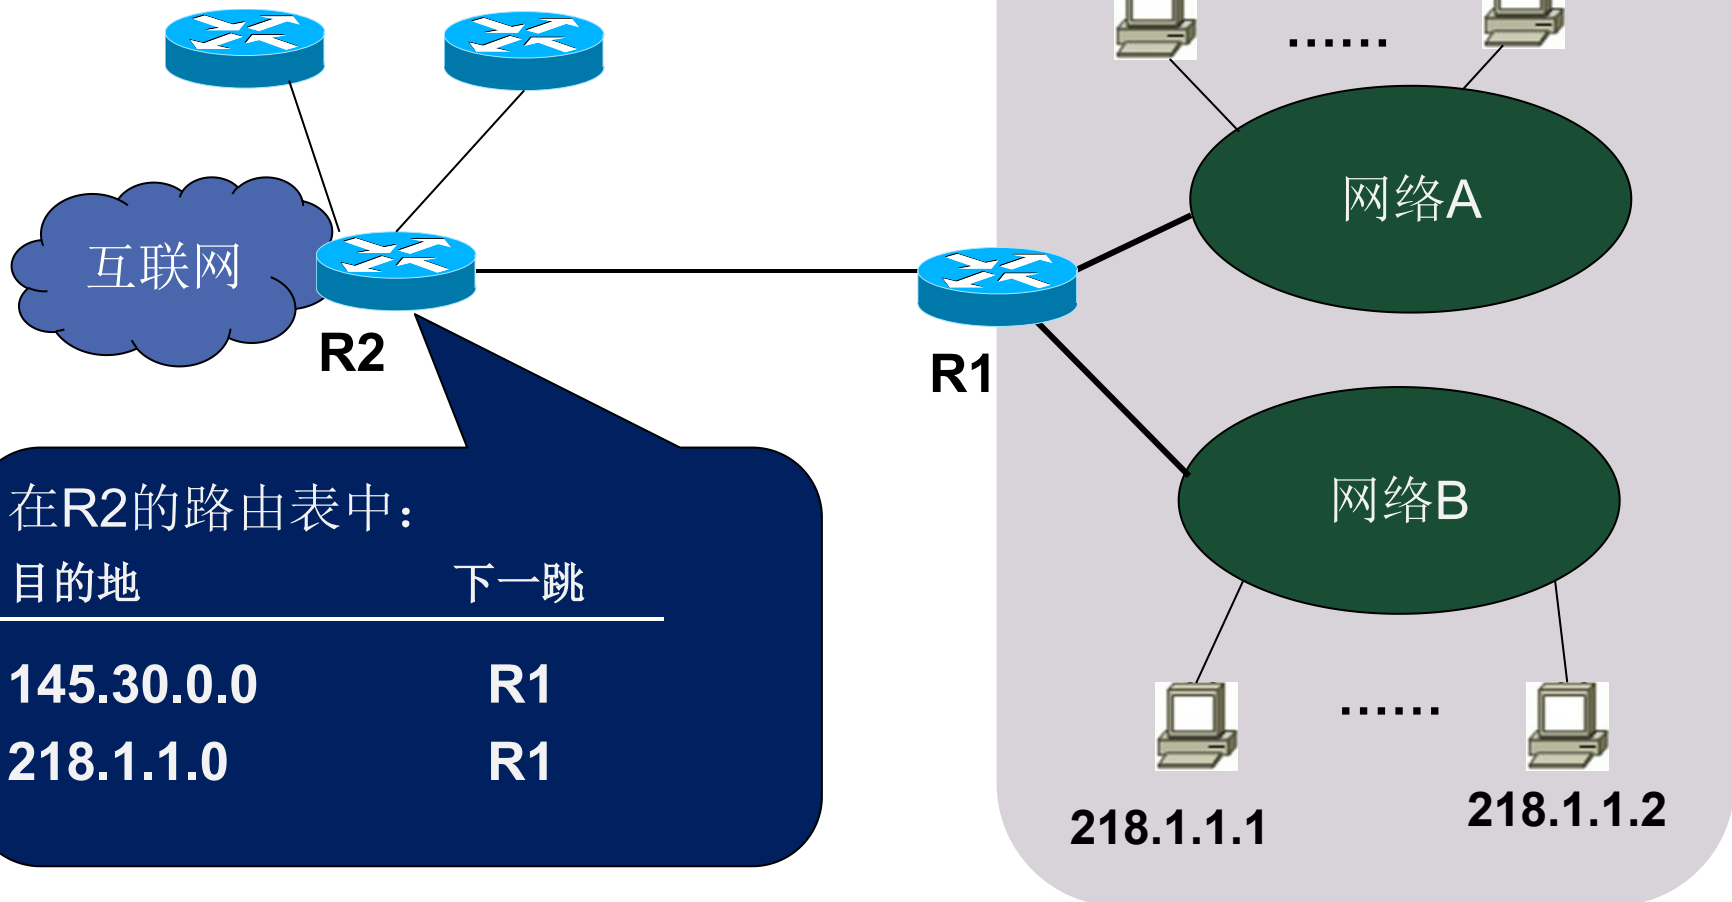 ......
网络A
互联网
R2
R1
网络B
在R2的路由表中：
目的地 下一跳
145.30.0.0 R1
218.1.1.0 R1
......
218.1.1.1 218.1.1.2